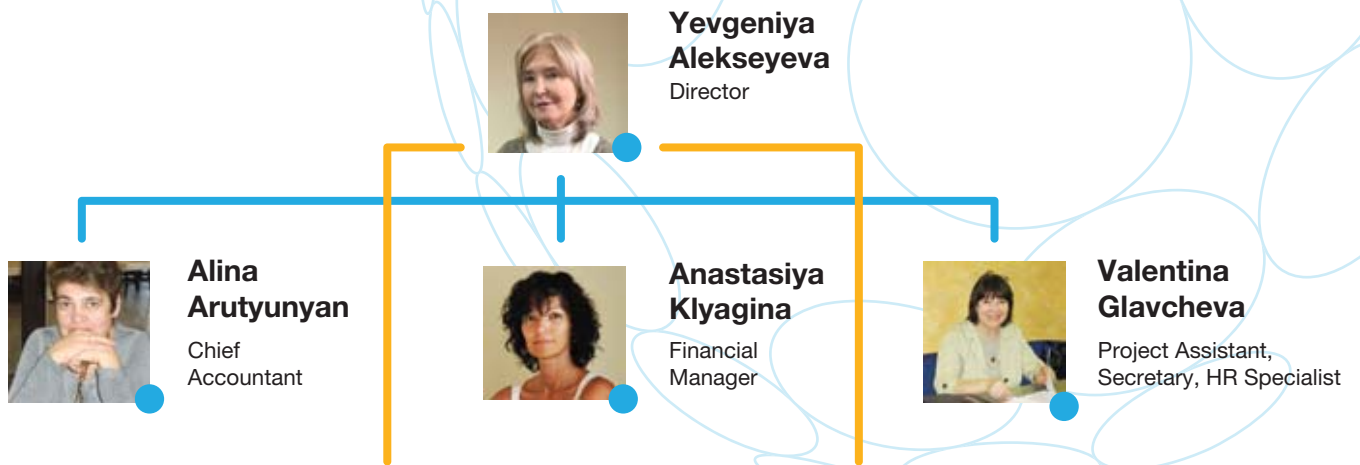 Yevgeniya
Alekseyeva
Director
Alina
Arutyunyan
Chief
Accountant
Anastasiya
Klyagina
Financial
Manager
Valentina
Glavcheva
Project Assistant,
Secretary, HR Specialist